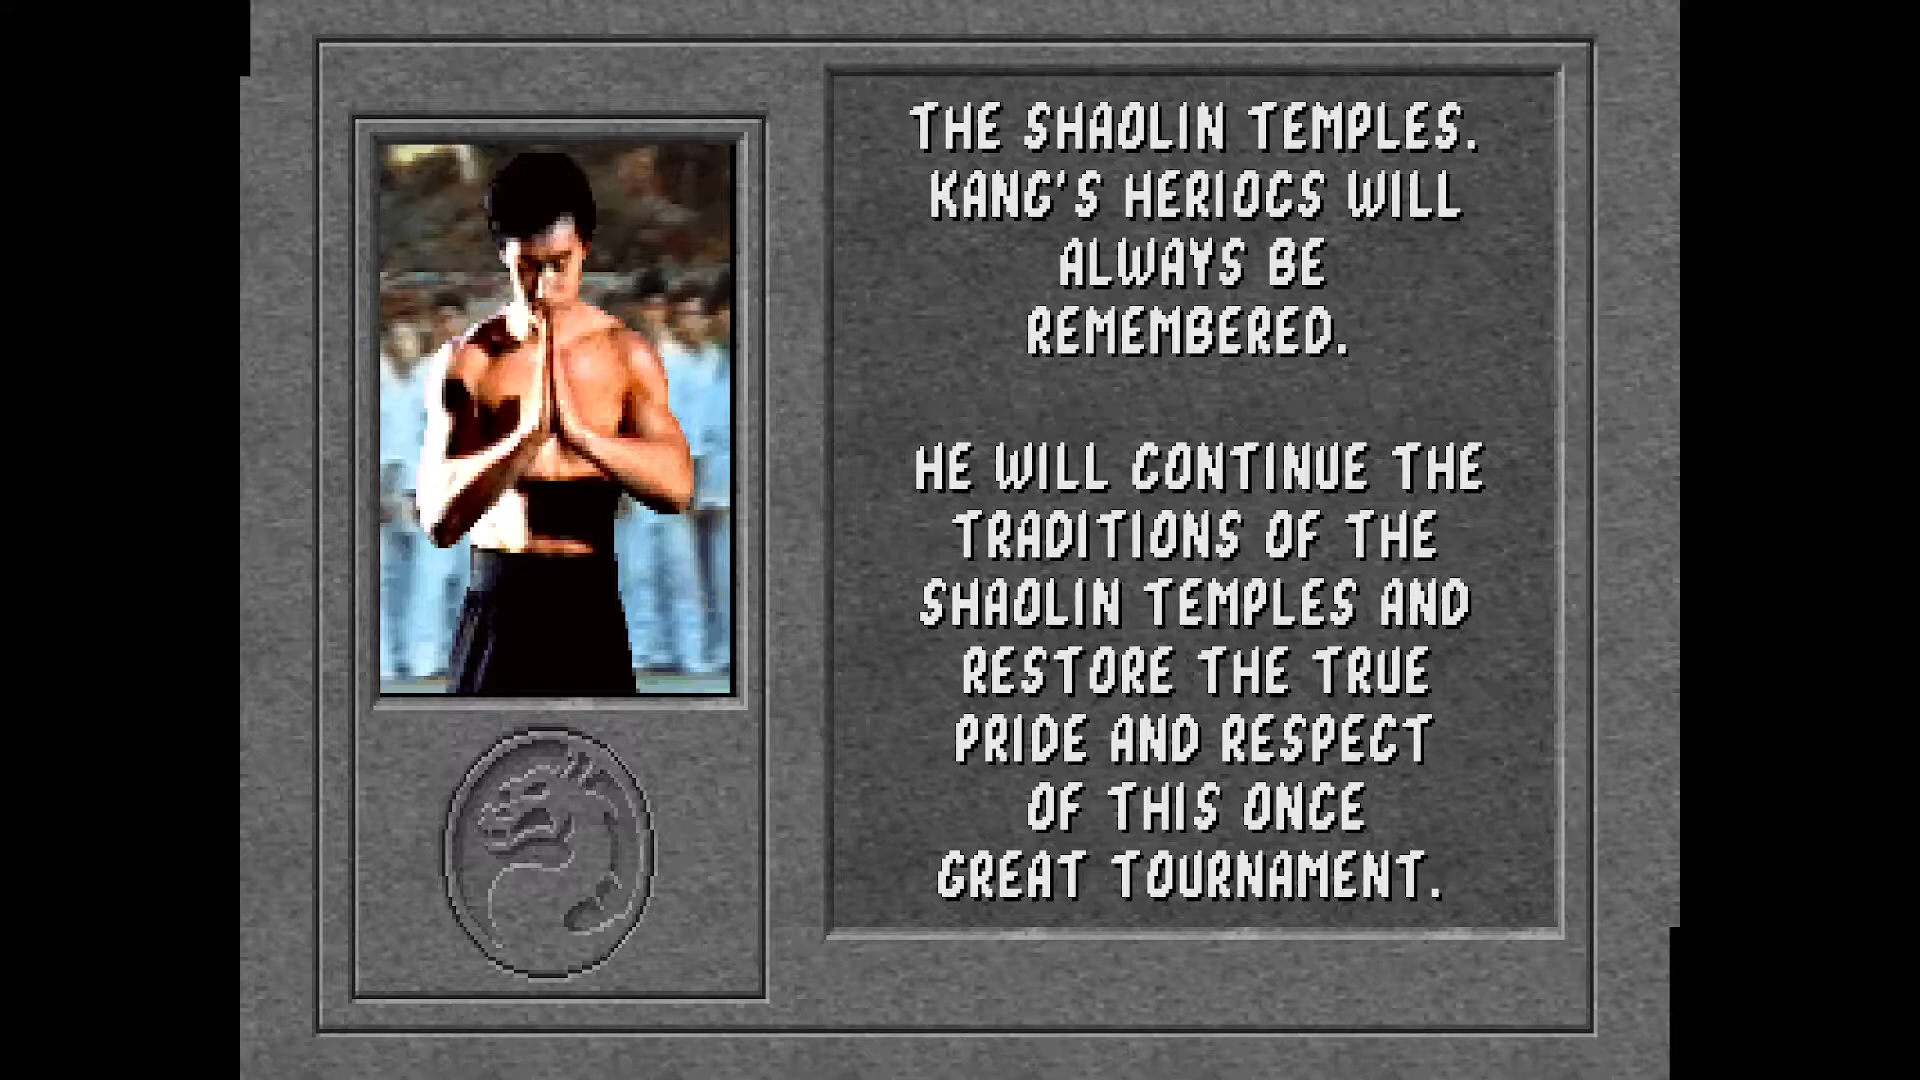 THE SHAOLIN TEMPLES.
KANG'S HERIOCS WILL
ALWAYS BE
REMEMBERED.
HE WILL CONTINUE THE
TRADITIONS OF THE
SHAOLIN TEMPLES AND
RESTORE THE TRUE
PRIDE AND RESPECT
OF THIS ONCE
GREAT TOURNAMENT.